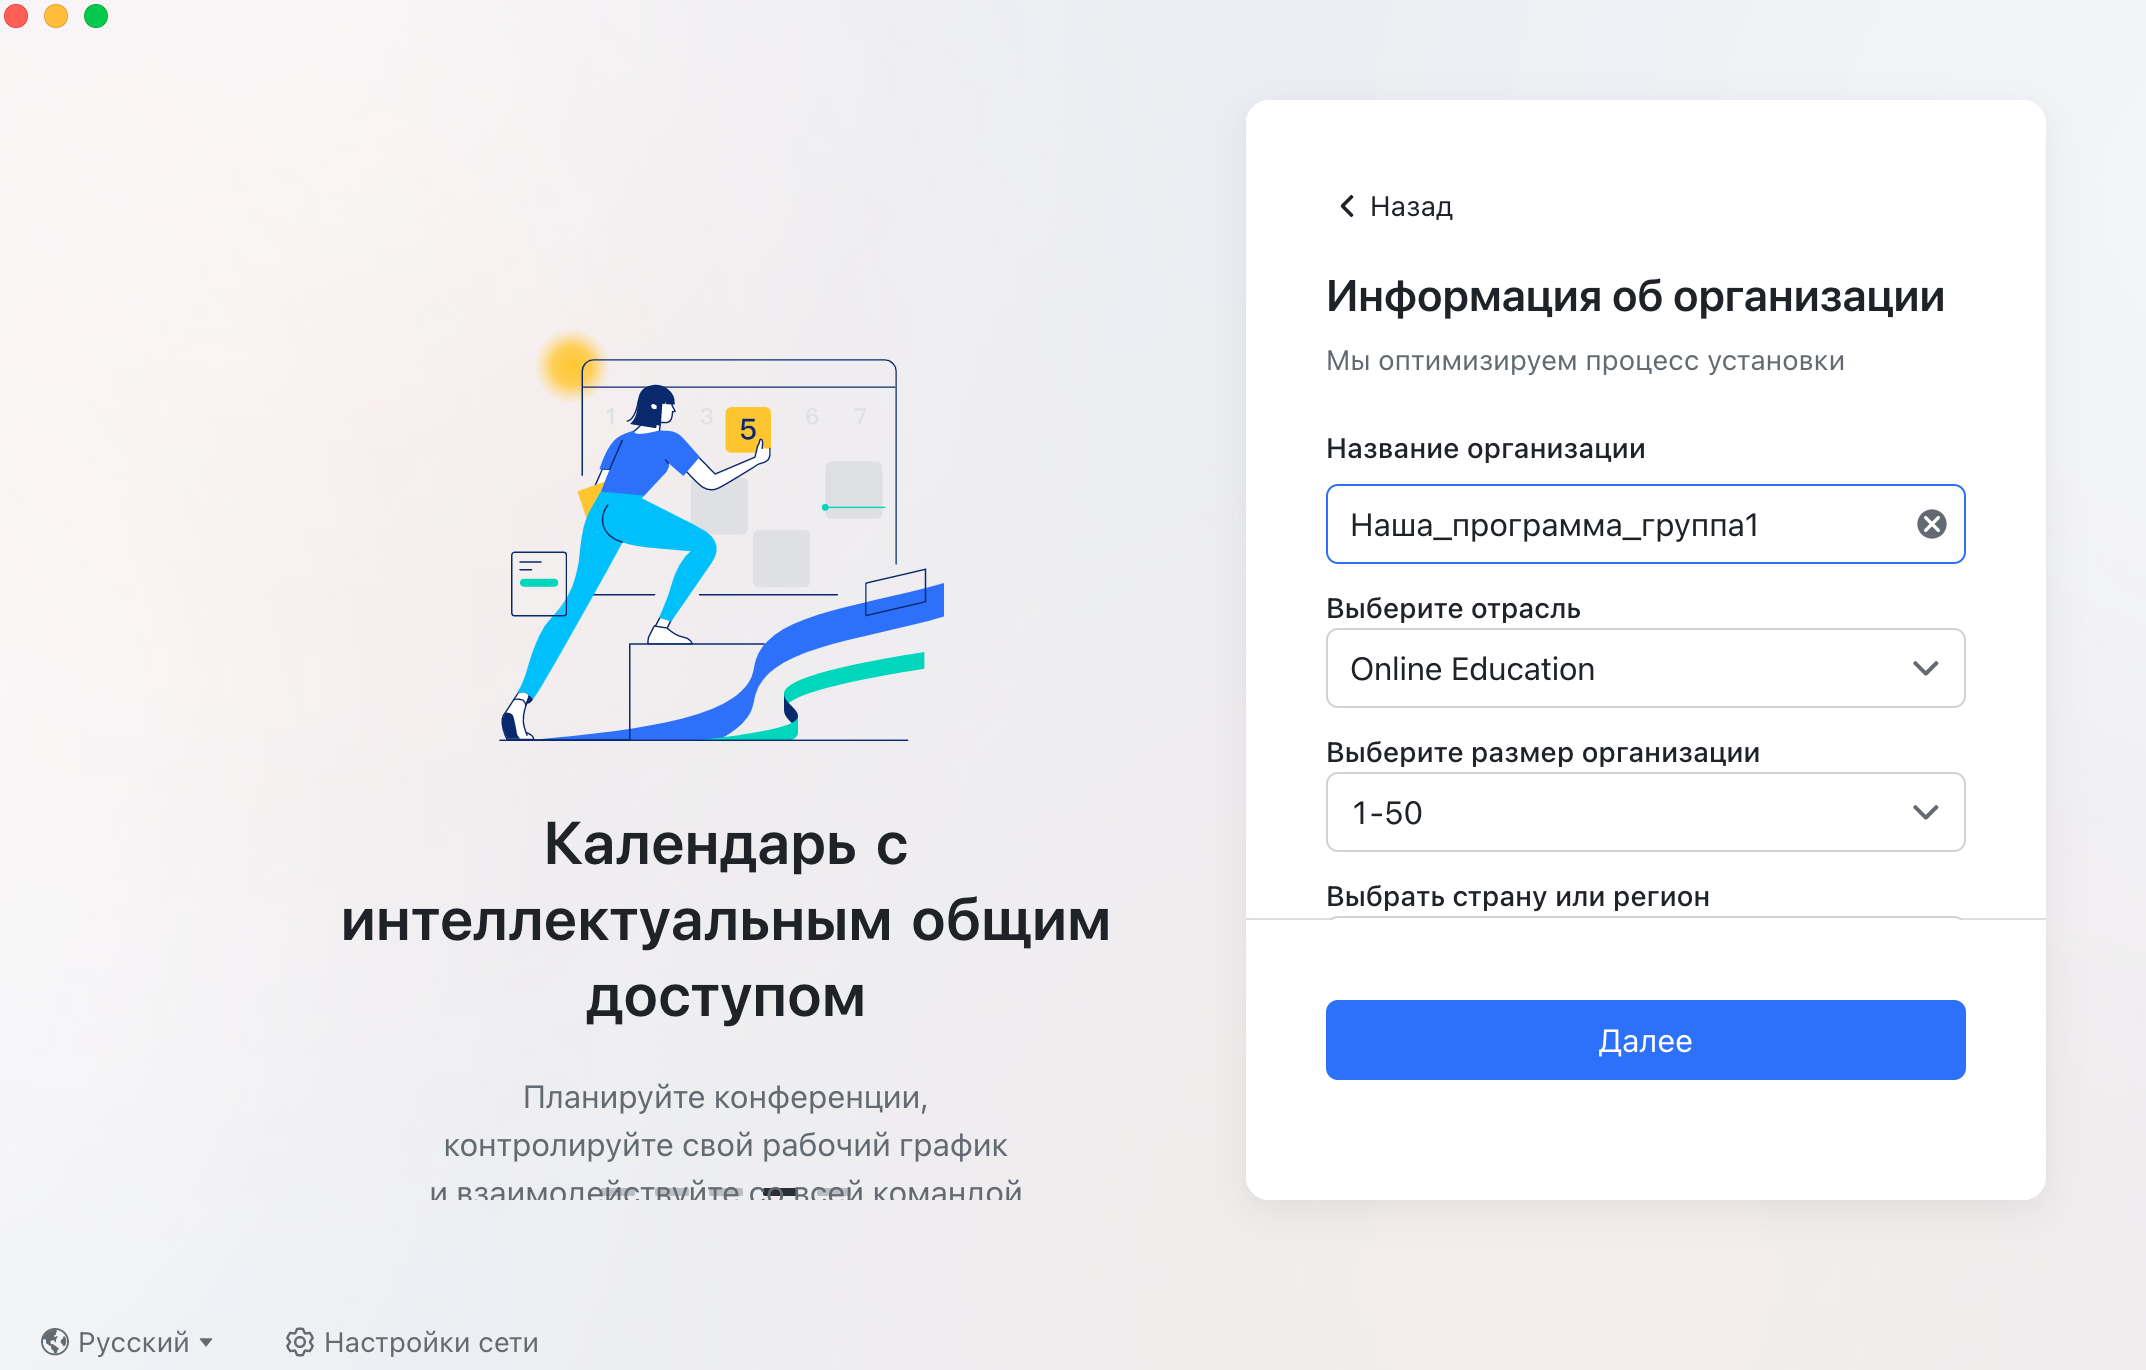 1 3 5 6 7
Календарь с
интеллектуальным общим
доступом
Планируйте конференции,
контролируйте свой рабочий график
и взаимодействуйте со всей командой
Русский
Настройки сети
Назад
Информация об организации
Мы оптимизируем процесс установки
Название организации
Наша_программа_группа1
Выберите отрасль
Online Education
Выберите размер организации
1-50
Выбрать страну или регион
Далее